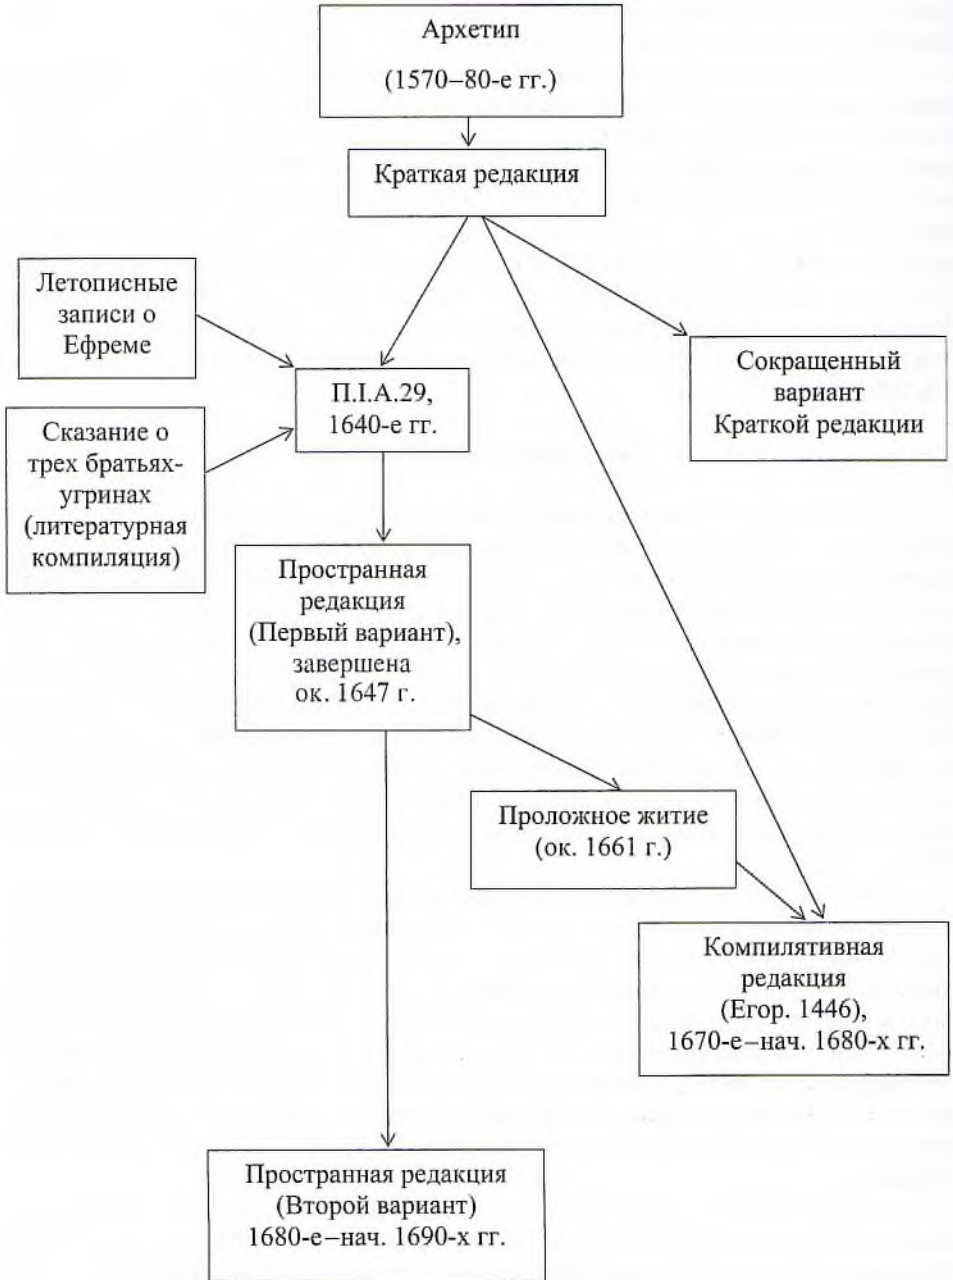 Архетип
(1570–80-е гг.)
Краткая редакция
Летописные
записи о
Ефреме
Сокращенный
вариант
Краткой редакции
П.I.А.29,
1640-е гг.
Сказание о
трех братьях-
угринах
(литературная
компиляция)
Пространная
редакция
(Первый вариант),
завершена
ок. 1647 г.
Проложное житие
(ок. 1661 г.)
Компилятивная
редакция
(Егор. 1446),
1670-е–нач. 1680-х гг.
Пространная редакция
(Второй вариант)
1680-е–нач. 1690-х гг.